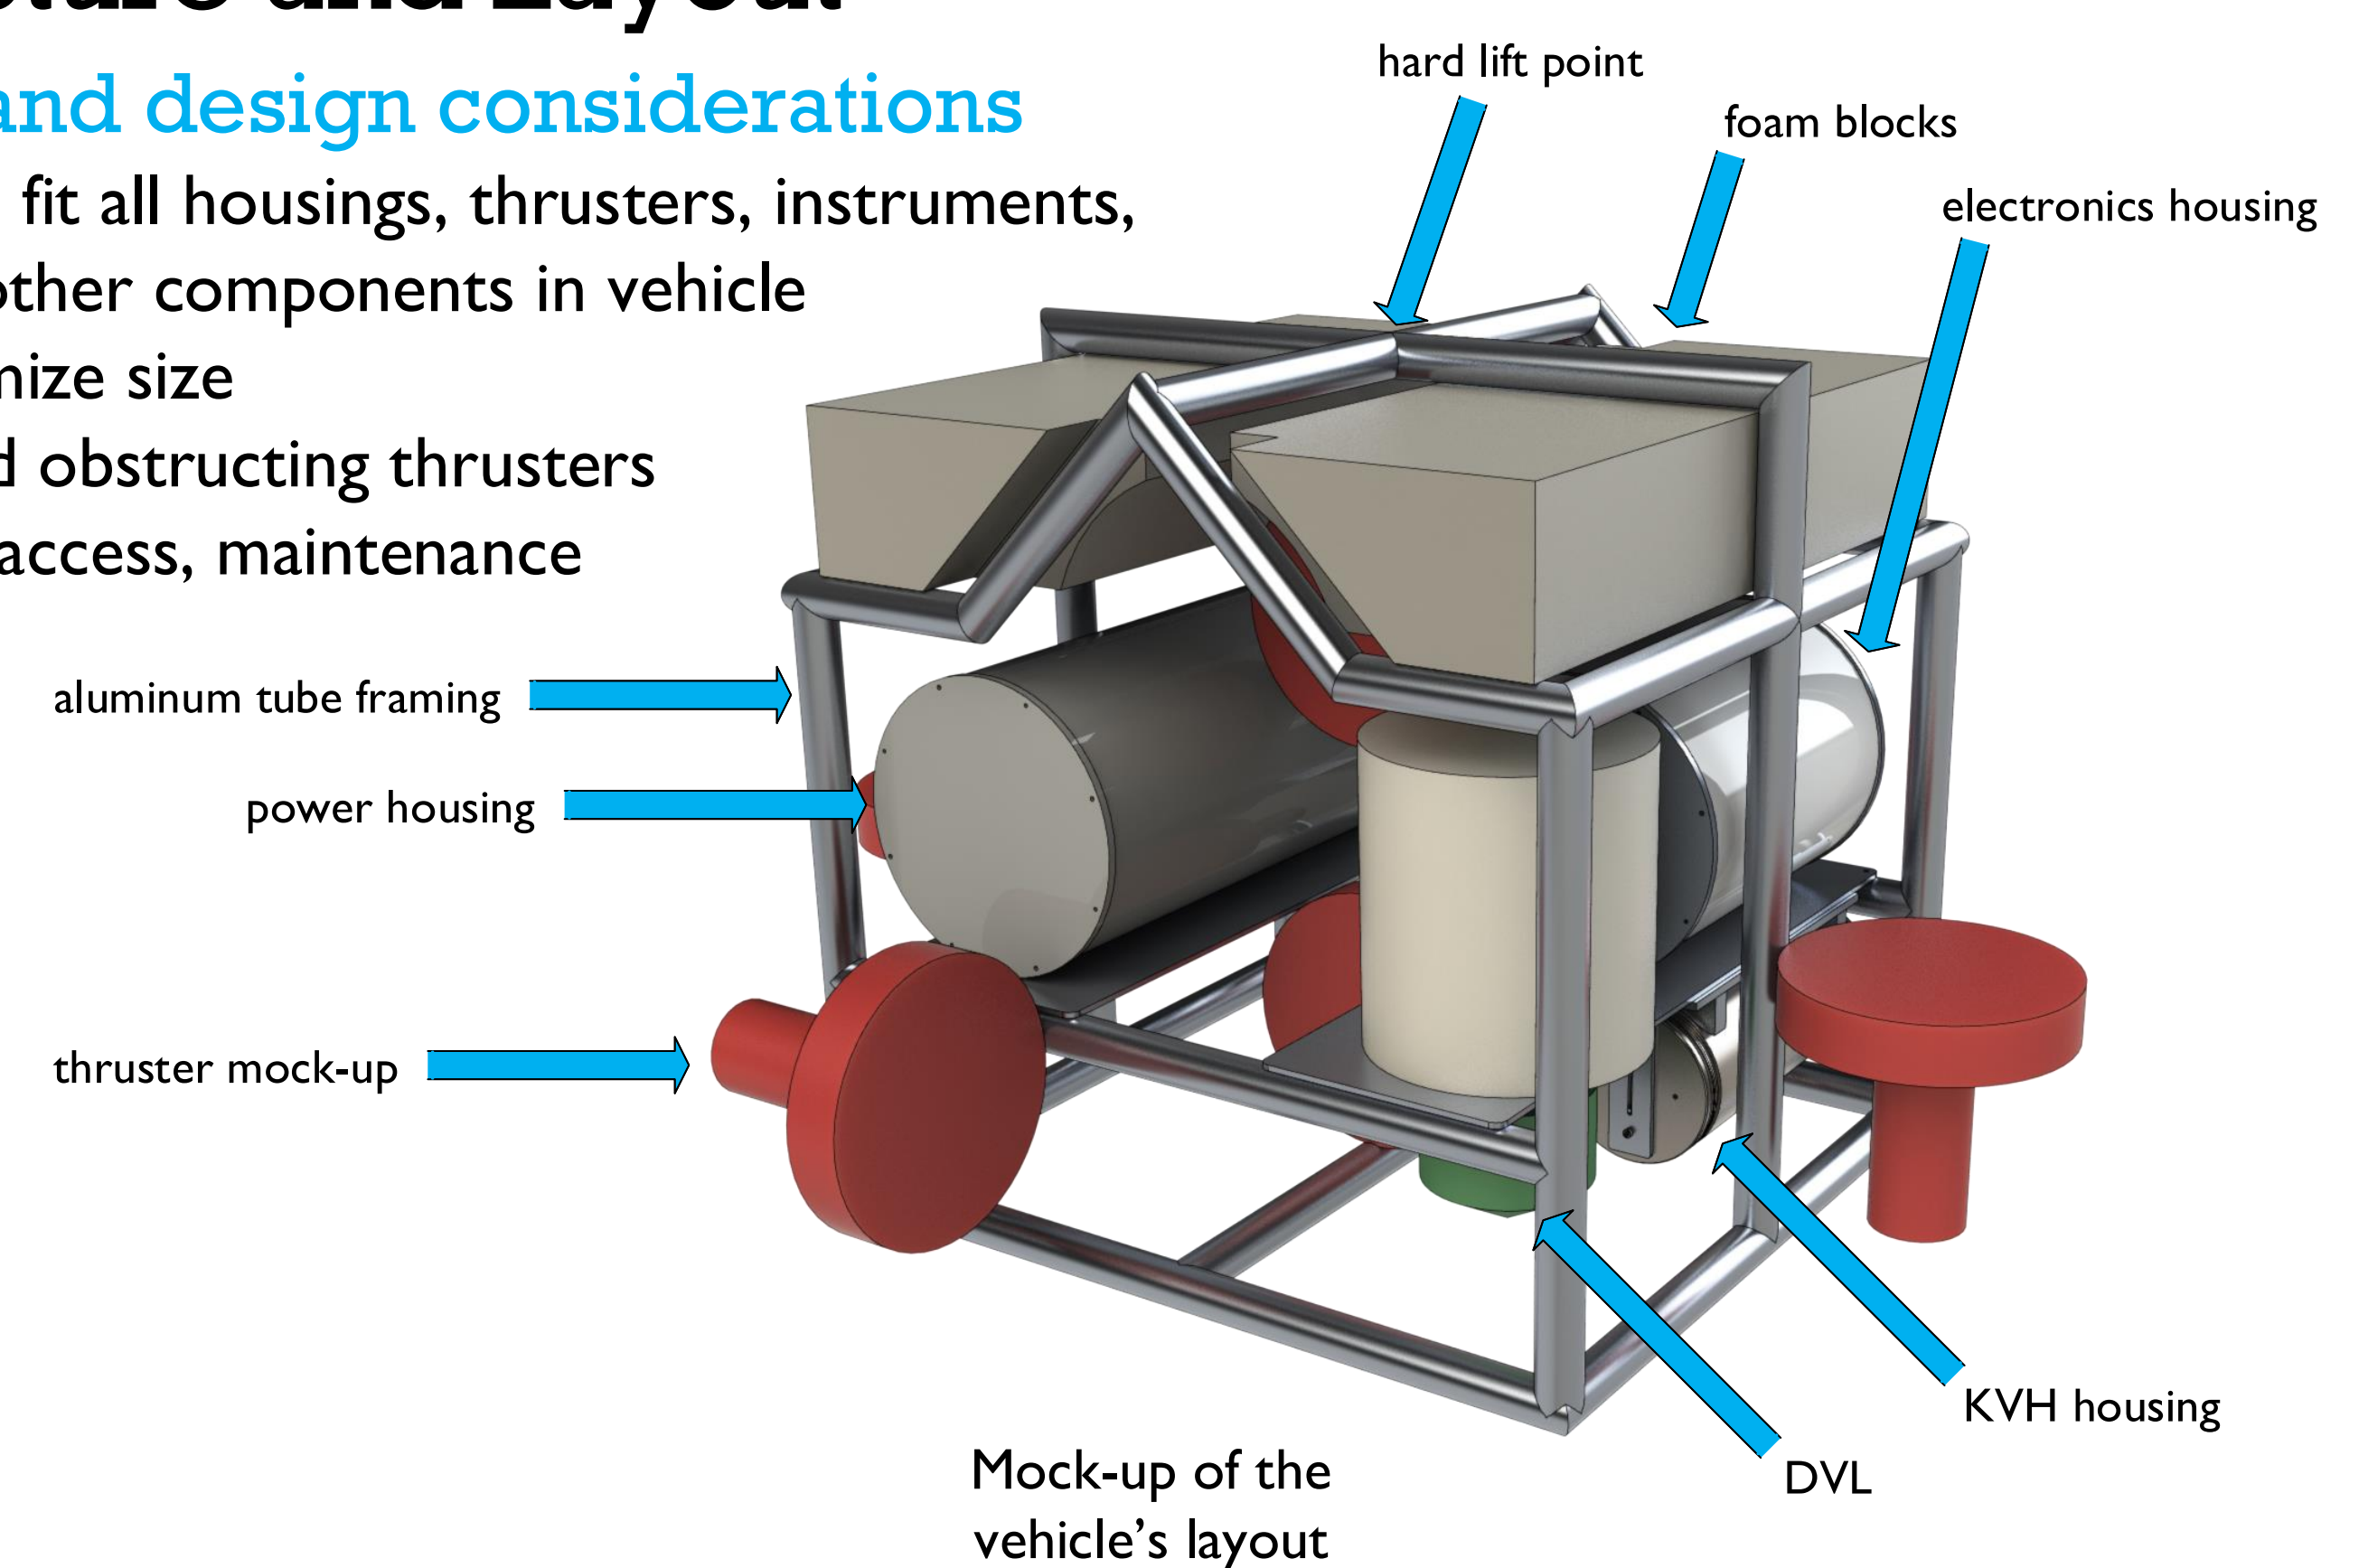 and Layout
and design considerations
fit all housings, thrusters, instruments,
other components in vehicle
size
obstructing thrusters
access, maintenance
hard lift point
foam blocks
electronics housing
aluminum tube framing
power housing
thruster mock-up
KVH housing
DVL
Mock-up of the
vehicle’s layout